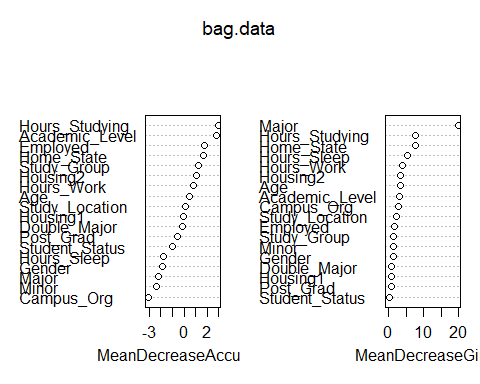 bag.data
Hours_Studying
Academic_Level
Employed
Home_State
Study_Group
Housing2
Hours_Work
Age
Study_Location
Housing1
Double_Major
Post_Grad
Student_Status
Hours_Sleep
Gender
Major
Minor
Campus_Org
-3 0 2
MeanDecreaseAccu
Major
Hours_Studying
Home_State
Hours_Sleep
Hours_Work
Housing2
Age
Academic_Level
Campus_Org
Study_Location
Employed
Study_Group
Minor
Gender
Double_Major
Housing1
Post_Grad
Student_Status
0 10 20
MeanDecreaseGi